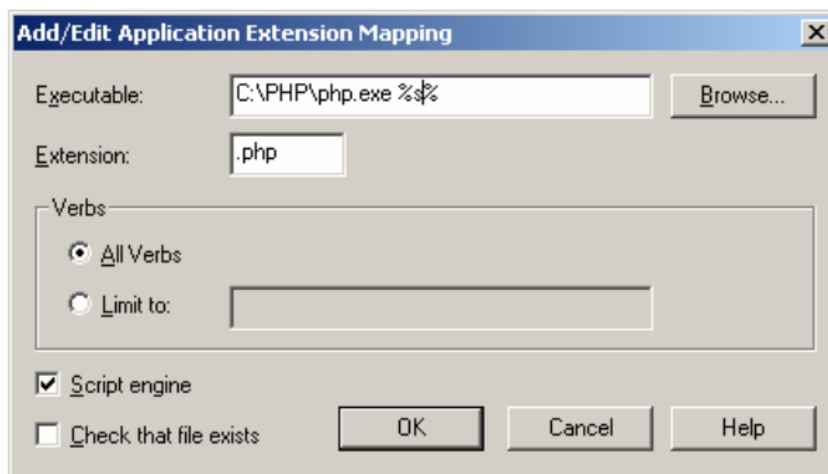 Add/Edit Application Extension Mapping
Executable: C:\PHP\php.exe %s% Browse...
Extension: .php
Verbs
All Verbs
Limit to:
Script engine
Check that file exists OK Cancel Help